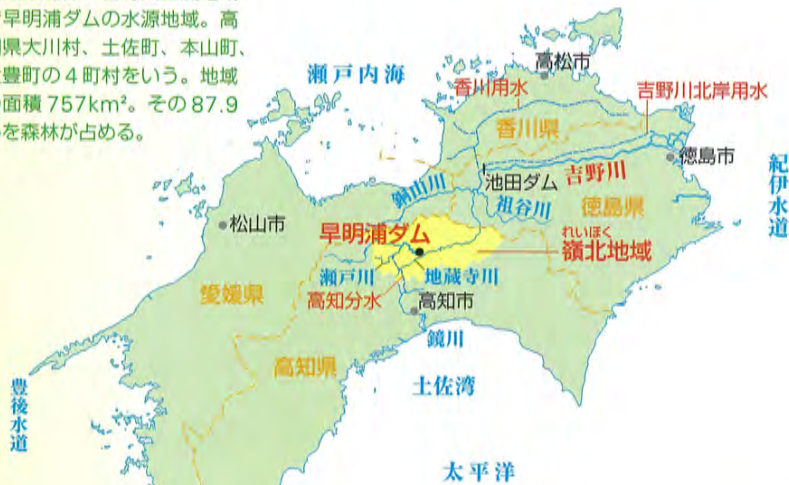 早明浦ダムの水源地域。高
県大川村、土佐町、本山町、
豊町の4町村をいう。地域
面積757km²。その87.9
を森林が占める。
瀬戸内海
高松市
香川用水
吉野川北岸用水
香川県
徳島市
紀伊水道
池田ダム
吉野川
銅山川
祖谷川
徳島県
松山市
早明浦ダム
れいほく
嶺北地域
瀬戸川
地蔵寺川
愛媛県
高知分水
高知市
鏡川
高知県
土佐湾
豊後水道
太平洋